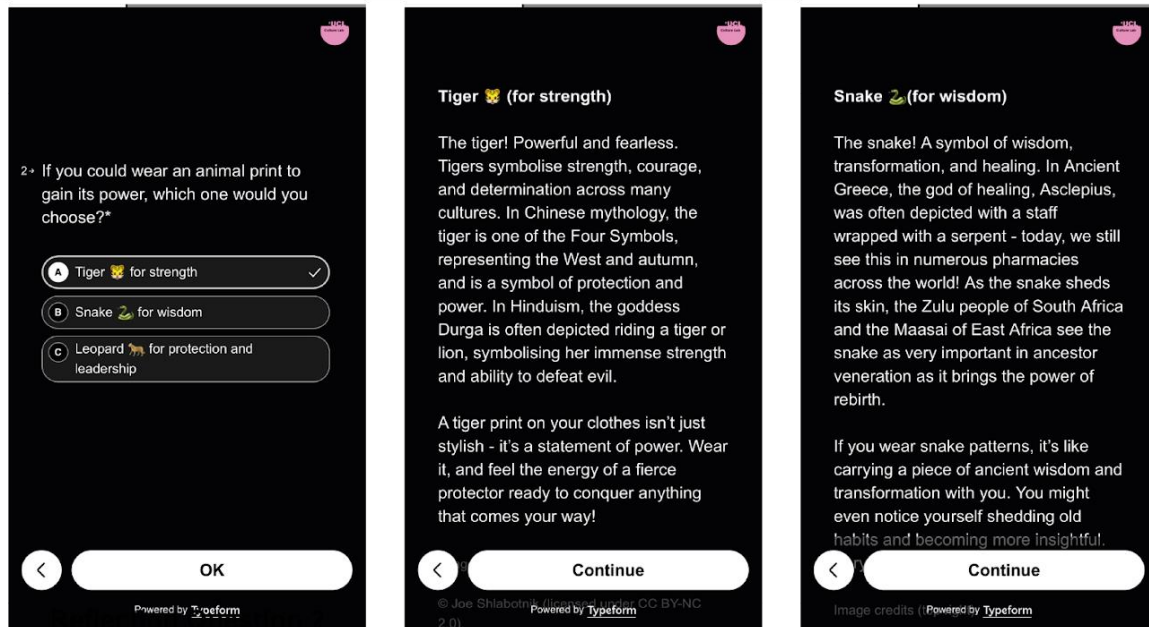 UCL
Culture Lab
2→ If you could wear an animal print to
gain its power, which one would you
choose?*
A Tiger 🐯 for strength
B Snake 🐍 for wisdom
C Leopard 🐆 for protection and
leadership
OK
Powered by Typeform
UCL
Culture Lab
Tiger 🐯 (for strength)
The tiger! Powerful and fearless.
Tigers symbolise strength, courage,
and determination across many
cultures. In Chinese mythology, the
tiger is one of the Four Symbols,
representing the West and autumn,
and is a symbol of protection and
power. In Hinduism, the goddess
Durga is often depicted riding a tiger or
lion, symbolising her immense strength
and ability to defeat evil.
A tiger print on your clothes isn’t just
stylish - it’s a statement of power. Wear
it, and feel the energy of a fierce
protector ready to conquer anything
that comes your way!
Continue
© Joe Shlabotnik (licensed under CC BY-NC
2.0)
Powered by Typeform
UCL
Culture Lab
Snake 🐍(for wisdom)
The snake! A symbol of wisdom,
transformation, and healing. In Ancient
Greece, the god of healing, Asclepius,
was often depicted with a staff
wrapped with a serpent - today, we still
see this in numerous pharmacies
across the world! As the snake sheds
its skin, the Zulu people of South Africa
and the Maasai of East Africa see the
snake as very important in ancestor
veneration as it brings the power of
rebirth.
If you wear snake patterns, it’s like
carrying a piece of ancient wisdom and
transformation with you. You might
even notice yourself shedding old
habits and becoming more insightful.
Continue
Image credits
Powered by Typeform